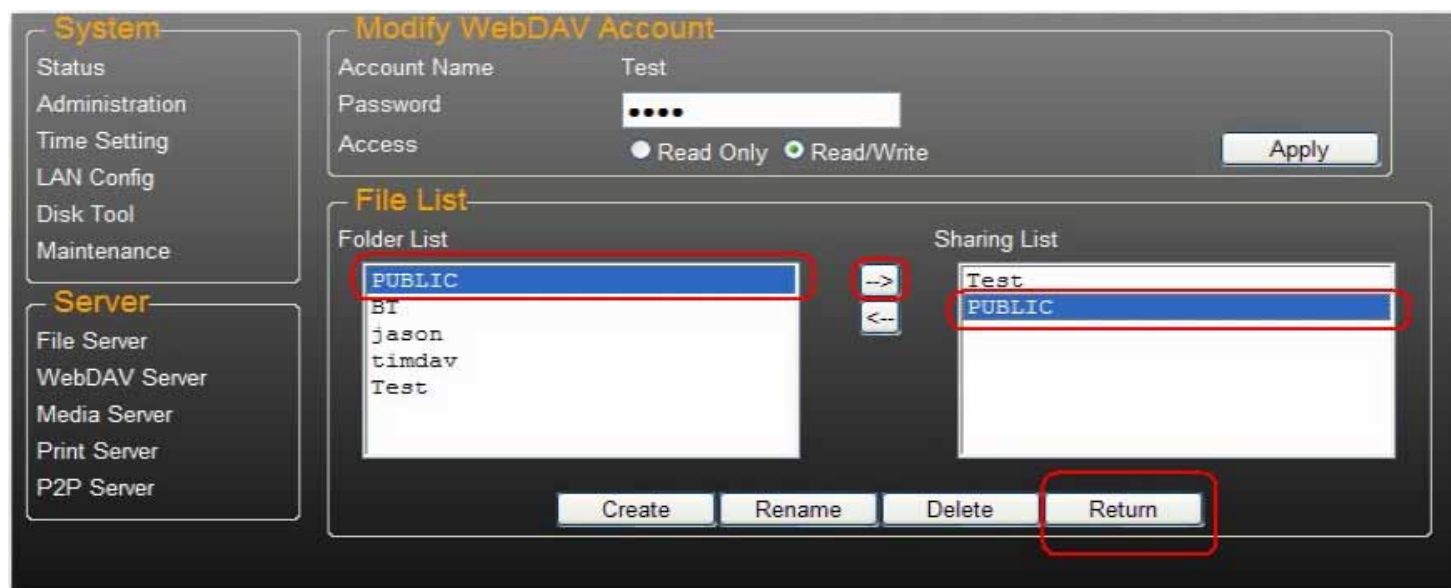 System
Status
Administration
Time Setting
LAN Config
Disk Tool
Maintenance
Server
File Server
WebDAV Server
Media Server
Print Server
P2P Server
Modify WebDAV Account
Account Name Test
Password ••••
Access Read Only Read/Write Apply
File List
Folder List
PUBLIC
BT
jason
timdav
Test
-->
<--
Sharing List
Test
PUBLIC
Create Rename Delete Return